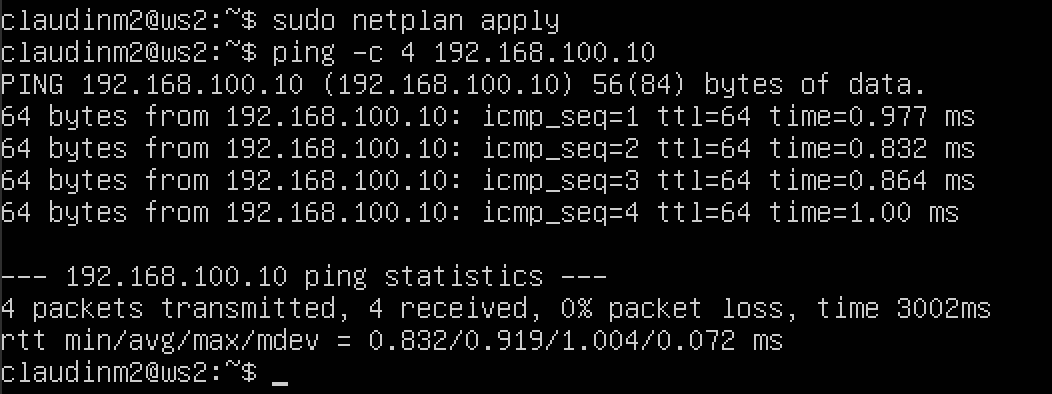 claudinm2@ws2:~$ sudo netplan apply
claudinm2@ws2:~$ ping -c 4 192.168.100.10
PING 192.168.100.10 (192.168.100.10) 56(84) bytes of data.
64 bytes from 192.168.100.10: icmp_seq=1 ttl=64 time=0.977 ms
64 bytes from 192.168.100.10: icmp_seq=2 ttl=64 time=0.832 ms
64 bytes from 192.168.100.10: icmp_seq=3 ttl=64 time=0.864 ms
64 bytes from 192.168.100.10: icmp_seq=4 ttl=64 time=1.00 ms

--- 192.168.100.10 ping statistics ---
4 packets transmitted, 4 received, 0% packet loss, time 3002ms
rtt min/avg/max/mdev = 0.832/0.919/1.004/0.072 ms
claudinm2@ws2:~$ _